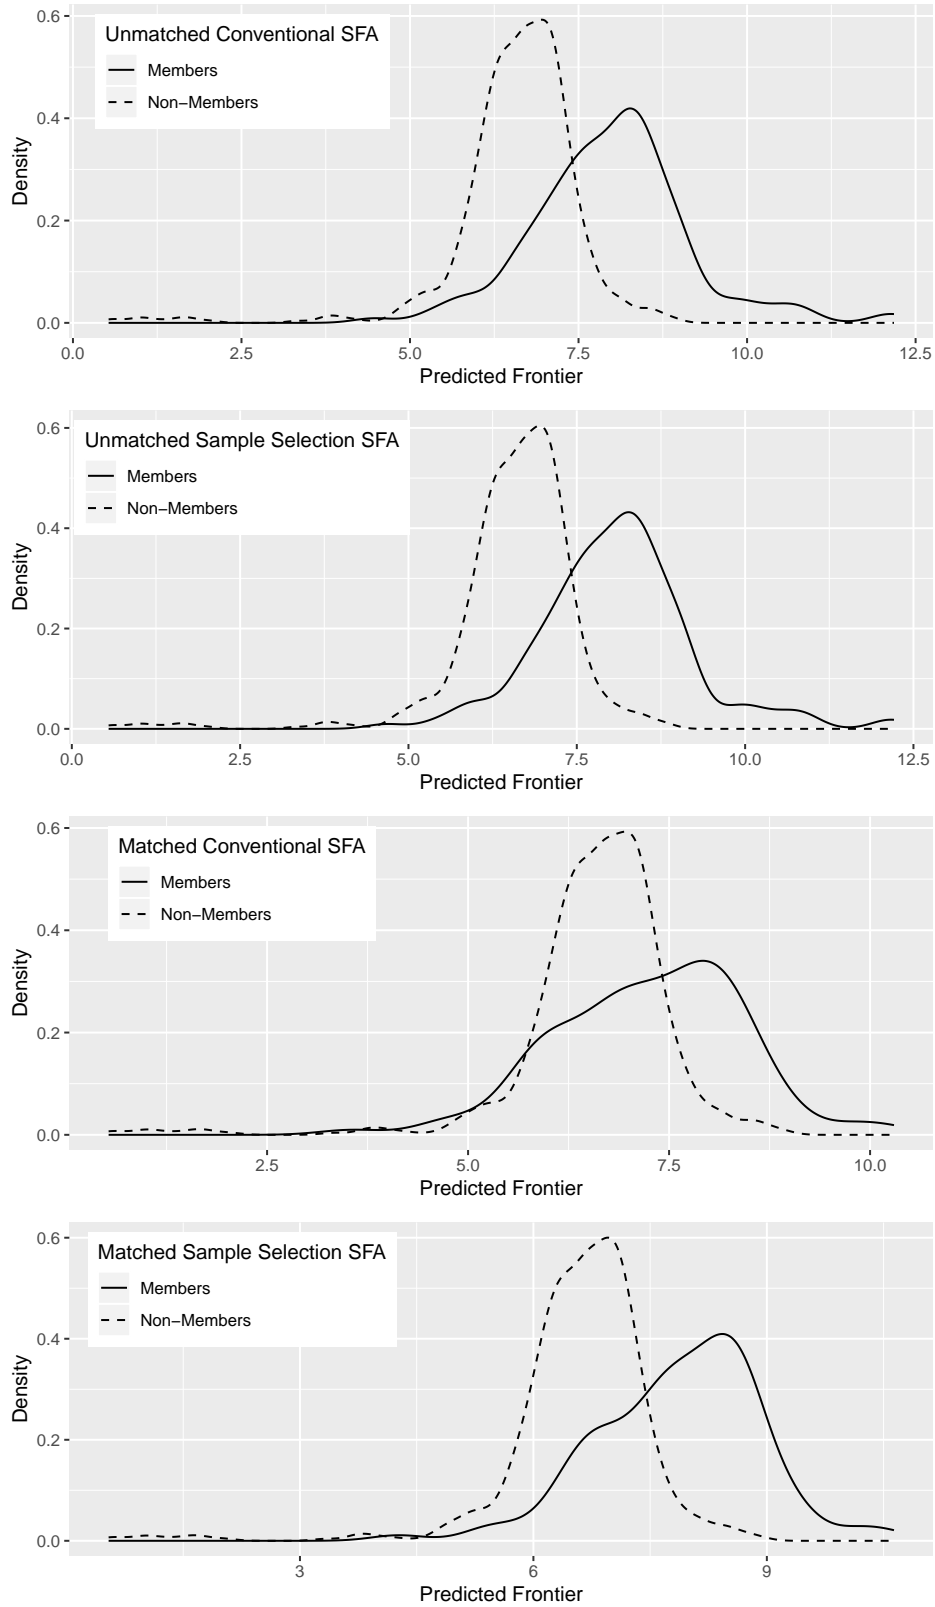 Unmatched Conventional SFA
Members
Non−Members
0.6
0.4
0.2
0.0
Density
0.0 2.5 5.0 7.5 10.0 12.5
Predicted Frontier
Unmatched Sample Selection SFA
Members
Non−Members
0.6
0.4
0.2
0.0
Density
0.0 2.5 5.0 7.5 10.0 12.5
Predicted Frontier
Matched Conventional SFA
Members
Non−Members
0.6
0.4
0.2
0.0
Density
2.5 5.0 7.5 10.0
Predicted Frontier
Matched Sample Selection SFA
Members
Non−Members
0.6
0.4
0.2
0.0
Density
3 6 9
Predicted Frontier